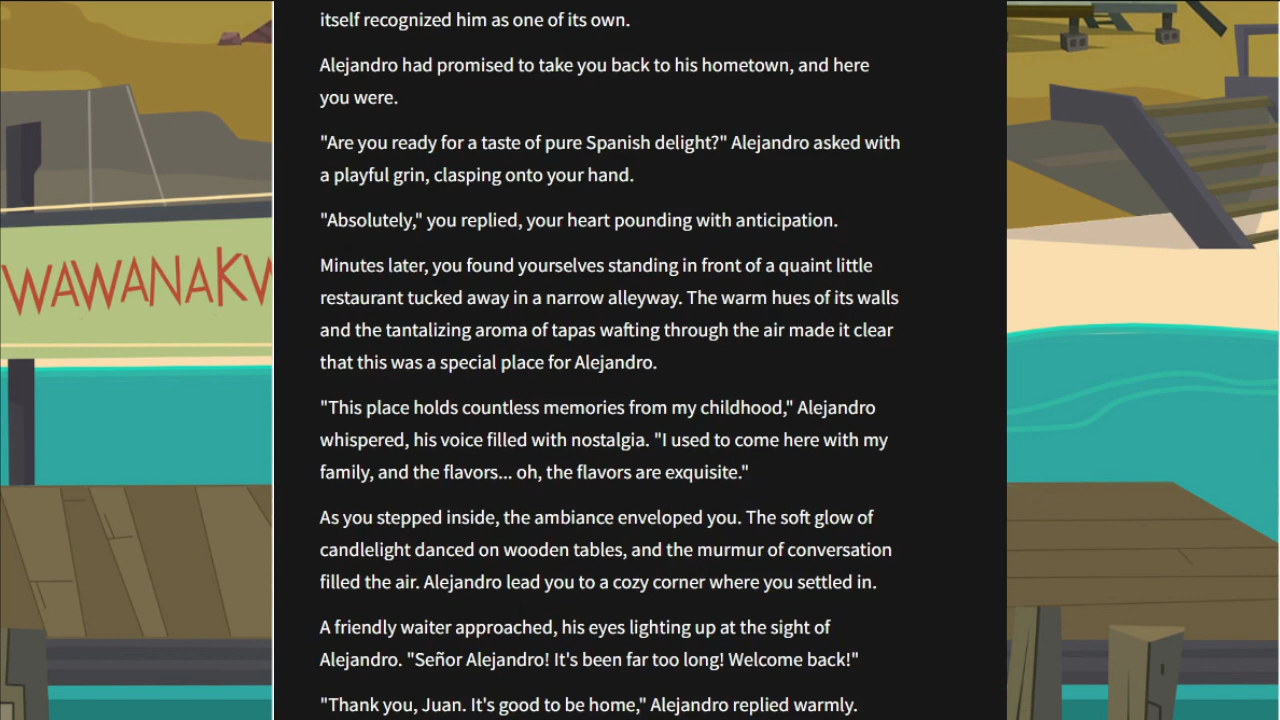 itself recognized him as one of its own.
Alejandro had promised to take you back to his hometown, and here
you were.
"Are you ready for a taste of pure Spanish delight?" Alejandro asked with
a playful grin, clasping onto your hand.
"Absolutely," you replied, your heart pounding with anticipation.
Minutes later, you found yourselves standing in front of a quaint little
restaurant tucked away in a narrow alleyway. The warm hues of its walls
and the tantalizing aroma of tapas wafting through the air made it clear
that this was a special place for Alejandro.
"This place holds countless memories from my childhood," Alejandro
whispered, his voice filled with nostalgia. "I used to come here with my
family, and the flavors... oh, the flavors are exquisite."
As you stepped inside, the ambiance enveloped you. The soft glow of
candlelight danced on wooden tables, and the murmur of conversation
filled the air. Alejandro lead you to a cozy corner where you settled in.
A friendly waiter approached, his eyes lighting up at the sight of
Alejandro. "Señor Alejandro! It's been far too long! Welcome back!"
"Thank you, Juan. It's good to be home," Alejandro replied warmly.
WAWANAKW